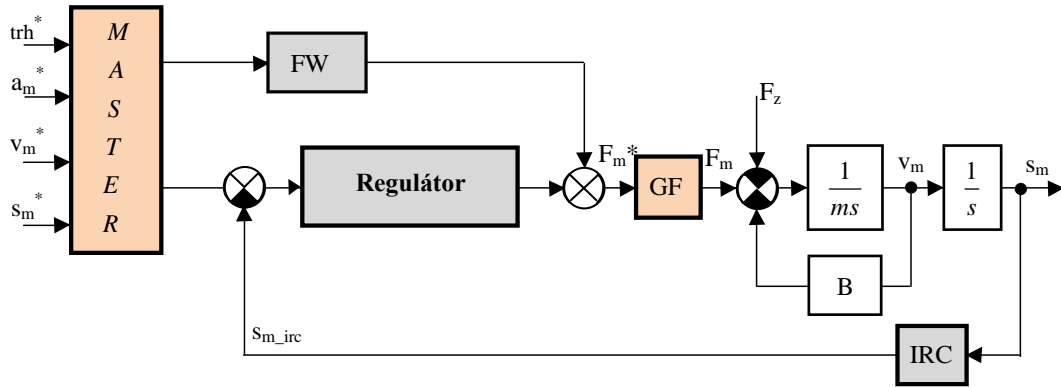 trh*
a_m*
v_m*
s_m*
M
A
S
T
E
R
FW
Regulátor
F_m*
GF
F_m
F_z
1
ms
v_m
1
s
s_m
B
s_m_irc
IRC